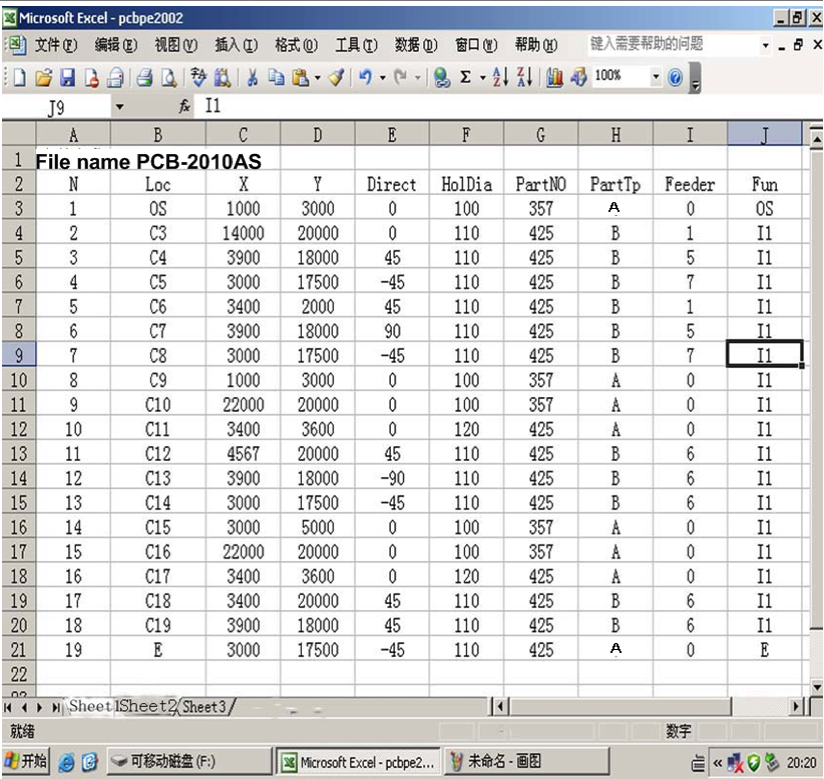 Microsoft Excel - pcbpe2002
文件(F) 编辑(E) 视图(V) 插入(I) 格式(O) 工具(T) 数据(D) 窗口(W) 帮助(H) 键入需要帮助的问题
100%
J9 fx I1
A B C D E F G H I J
1 File name PCB-2010AS
2 N Loc X Y Direct HolDia PartNO PartTp Feeder Fun
3 1 OS 1000 3000 0 100 357 A 0 OS
4 2 C3 14000 20000 0 110 425 B 1 I1
5 3 C4 3900 18000 45 110 425 B 5 I1
6 4 C5 3000 17500 -45 110 425 B 7 I1
7 5 C6 3400 2000 45 110 425 B 1 I1
8 6 C7 3900 18000 90 110 425 B 5 I1
9 7 C8 3000 17500 -45 110 425 B 7 I1
10 8 C9 1000 3000 0 100 357 A 0 I1
11 9 C10 22000 20000 0 100 357 A 0 I1
12 10 C11 3400 3600 0 120 425 A 0 I1
13 11 C12 4567 20000 45 110 425 B 6 I1
14 12 C13 3900 18000 -90 110 425 B 6 I1
15 13 C14 3000 17500 -45 110 425 B 6 I1
16 14 C15 3000 5000 0 100 357 A 0 I1
17 15 C16 22000 20000 0 100 357 A 0 I1
18 16 C17 3400 3600 0 120 425 A 0 I1
19 17 C18 3400 20000 45 110 425 B 6 I1
20 18 C19 3900 18000 45 110 425 B 6 I1
21 19 E 3000 17500 -45 110 425 A 0 E
22
Sheet1 Sheet2 Sheet3
就绪 数字
开始 可移动磁盘 (F:) Microsoft Excel - pcbpe2... 未命名 - 画图 20:20